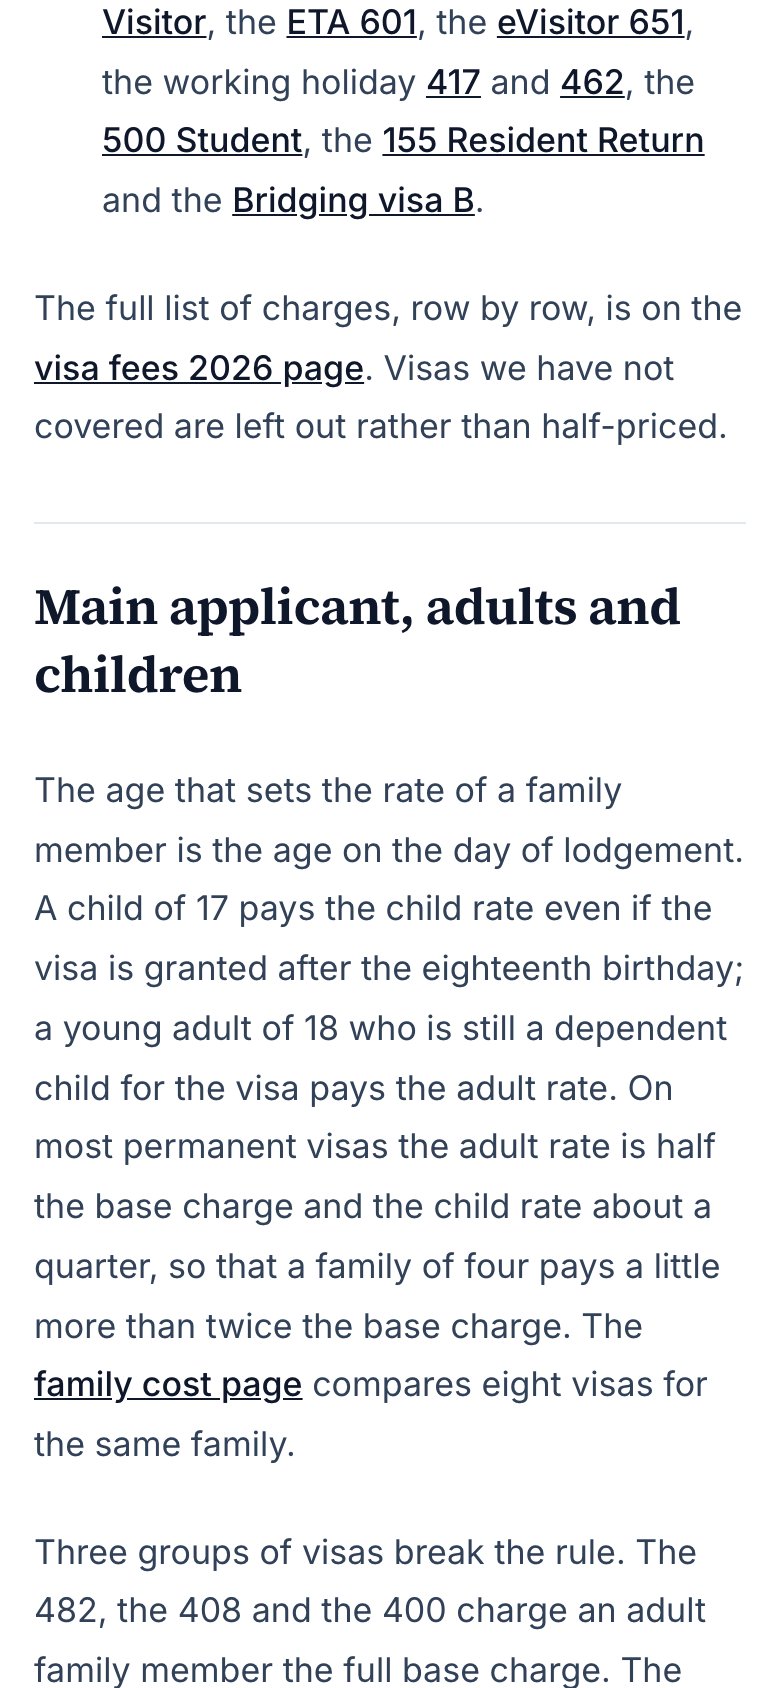 Visitor, the ETA 601, the eVisitor 651,
the working holiday 417 and 462, the
500 Student, the 155 Resident Return
and the Bridging visa B.
The full list of charges, row by row, is on the
visa fees 2026 page. Visas we have not
covered are left out rather than half-priced.
Main applicant, adults and
children
The age that sets the rate of a family
member is the age on the day of lodgement.
A child of 17 pays the child rate even if the
visa is granted after the eighteenth birthday;
a young adult of 18 who is still a dependent
child for the visa pays the adult rate. On
most permanent visas the adult rate is half
the base charge and the child rate about a
quarter, so that a family of four pays a little
more than twice the base charge. The
family cost page compares eight visas for
the same family.
Three groups of visas break the rule. The
482, the 408 and the 400 charge an adult
family member the full base charge. The